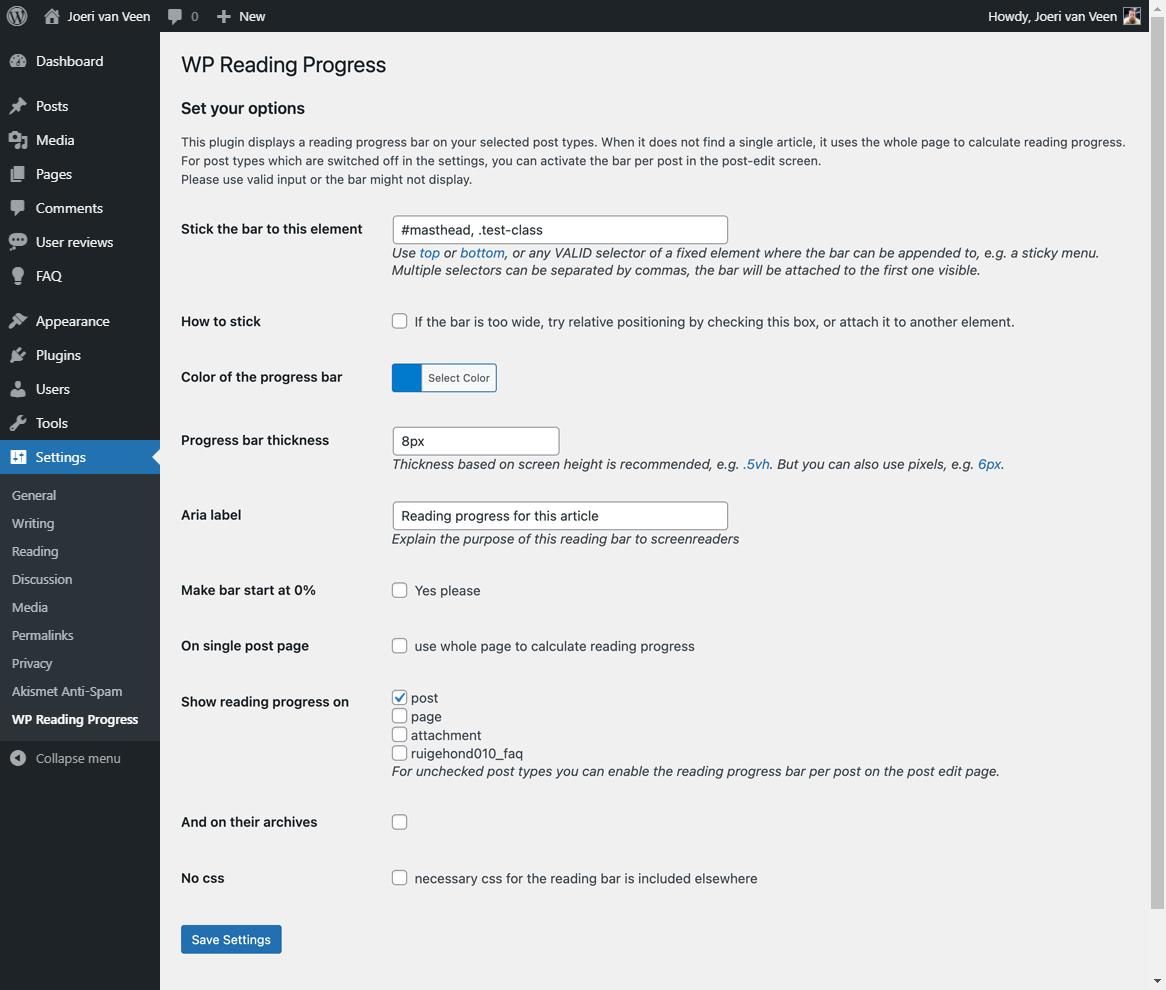 Joeri van Veen 0 New Howdy, Joeri van Veen
Dashboard
Posts
Media
Pages
Comments
User reviews
FAQ
Appearance
Plugins
Users
Tools
Settings
General
Writing
Reading
Discussion
Media
Permalinks
Privacy
Akismet Anti-Spam
WP Reading Progress
Collapse menu
WP Reading Progress
Set your options
This plugin displays a reading progress bar on your selected post types. When it does not find a single article, it uses the whole page to calculate reading progress.
For post types which are switched off in the settings, you can activate the bar per post in the post-edit screen.
Please use valid input or the bar might not display.
Stick the bar to this element #masthead, .test-class
Use top or bottom, or any VALID selector of a fixed element where the bar can be appended to, e.g. a sticky menu.
Multiple selectors can be separated by commas, the bar will be attached to the first one visible.
How to stick If the bar is too wide, try relative positioning by checking this box, or attach it to another element.
Color of the progress bar Select Color
Progress bar thickness 8px
Thickness based on screen height is recommended, e.g. .5vh. But you can also use pixels, e.g. 6px.
Aria label Reading progress for this article
Explain the purpose of this reading bar to screenreaders
Make bar start at 0% Yes please
On single post page use whole page to calculate reading progress
Show reading progress on post
page
attachment
ruigehond010_faq
For unchecked post types you can enable the reading progress bar per post on the post edit page.
And on their archives
No css necessary css for the reading bar is included elsewhere
Save Settings